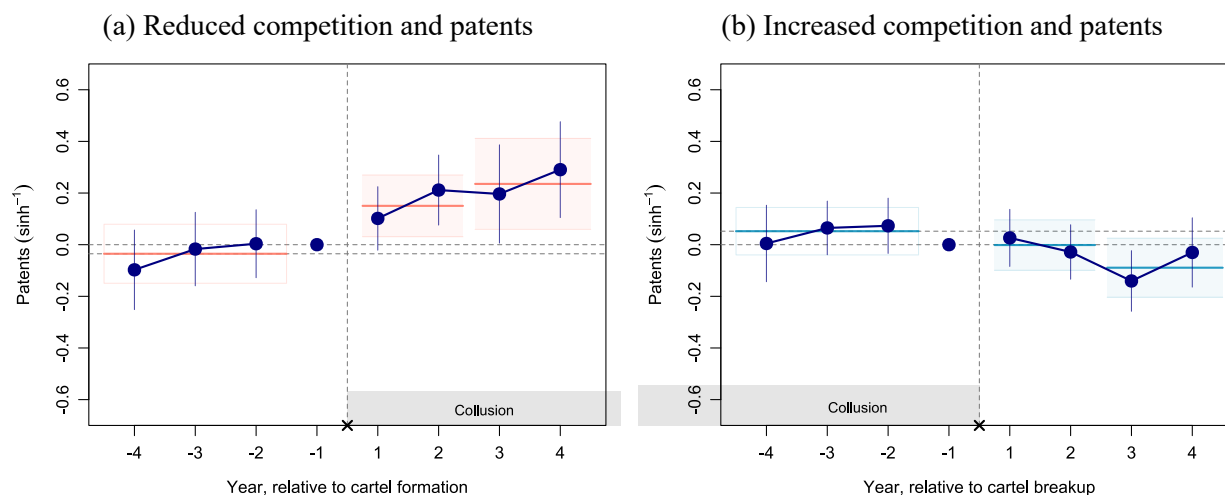 (a) Reduced competition and patents
(b) Increased competition and patents
Patents (sinh⁻¹)
0.6
0.4
0.2
0.0
-0.2
-0.4
-0.6
Collusion
-4 -3 -2 -1 1 2 3 4
Year, relative to cartel formation
Patents (sinh⁻¹)
0.6
0.4
0.2
0.0
-0.2
-0.4
-0.6
Collusion
-4 -3 -2 -1 1 2 3 4
Year, relative to cartel breakup